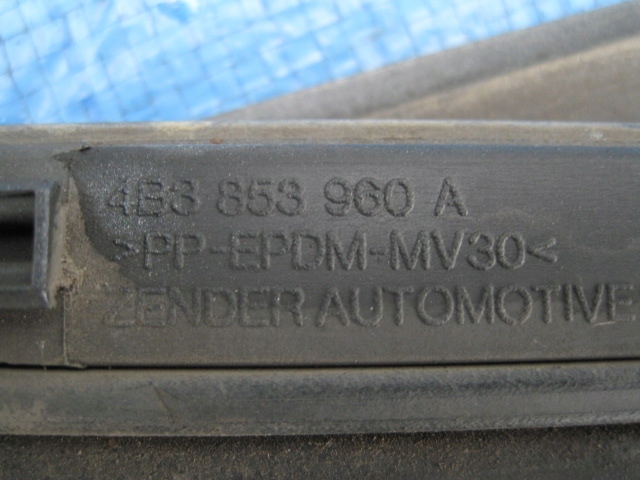 4B3 853 960 A
>PP-EPDM-MV30<
ZENDER AUTOMOTIVE